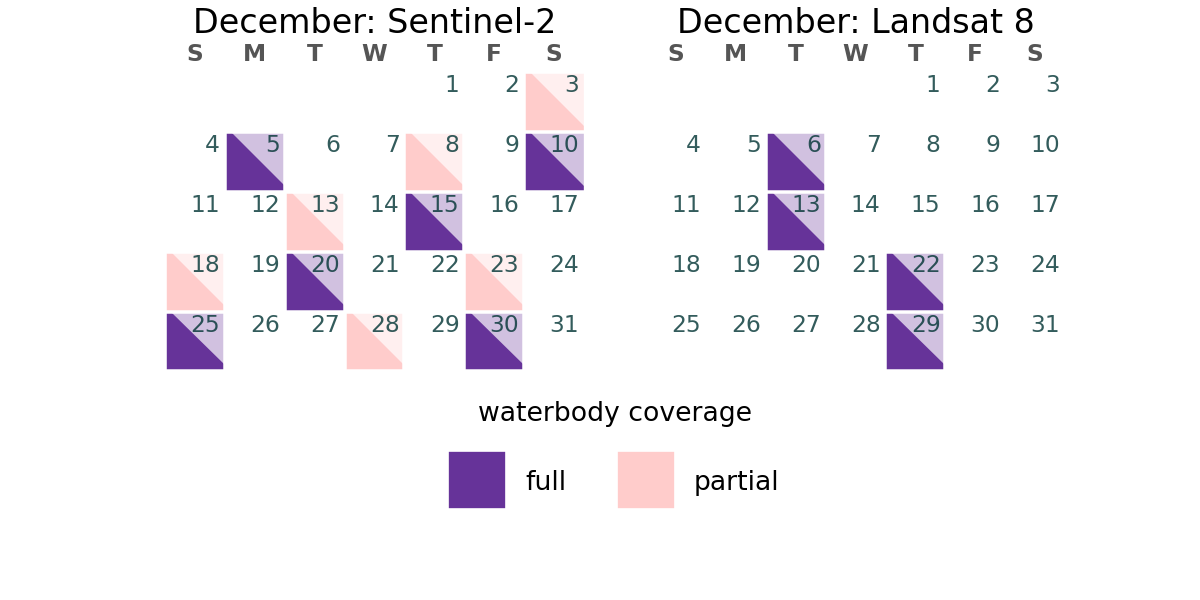 December: Sentinel-2
S M T W T F S
1 2 3
4 5 6 7 8 9 10
11 12 13 14 15 16 17
18 19 20 21 22 23 24
25 26 27 28 29 30 31
December: Landsat 8
S M T W T F S
1 2 3
4 5 6 7 8 9 10
11 12 13 14 15 16 17
18 19 20 21 22 23 24
25 26 27 28 29 30 31
waterbody coverage
full
partial